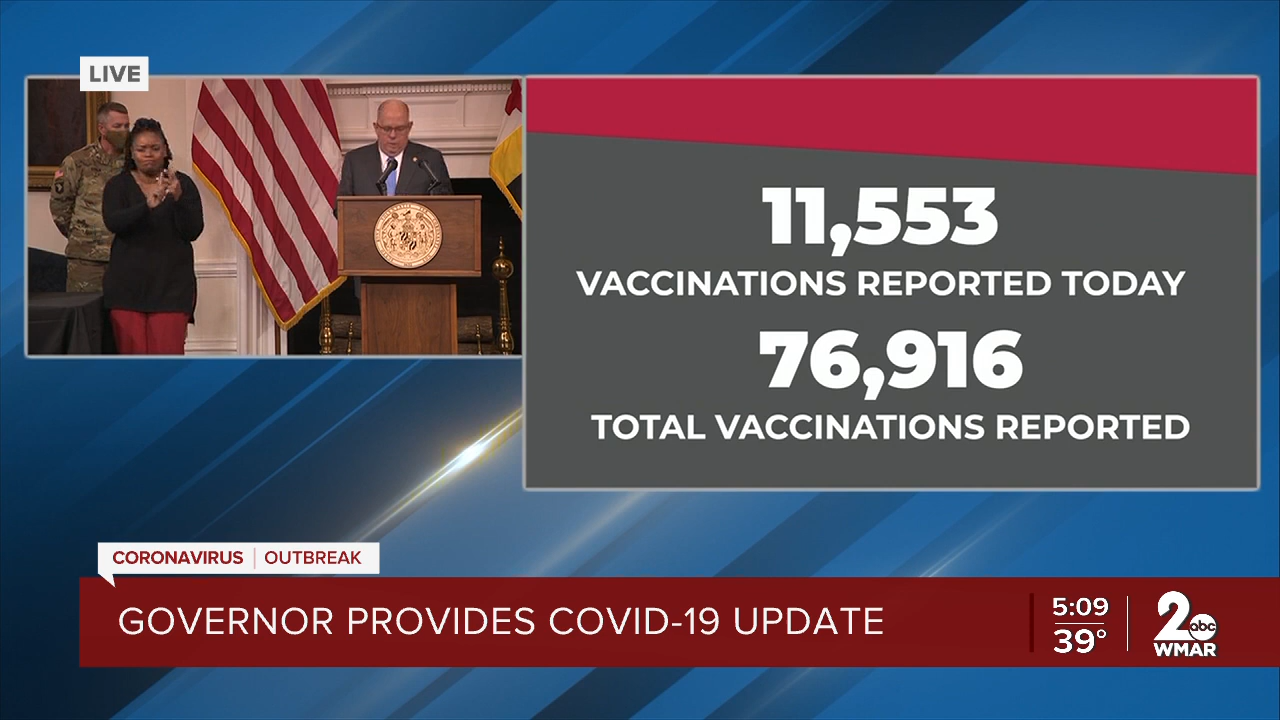 LIVE
11,553
VACCINATIONS REPORTED TODAY
76,916
TOTAL VACCINATIONS REPORTED
CORONAVIRUS | OUTBREAK
GOVERNOR PROVIDES COVID-19 UPDATE
5:09
39°
2 abc
WMAR